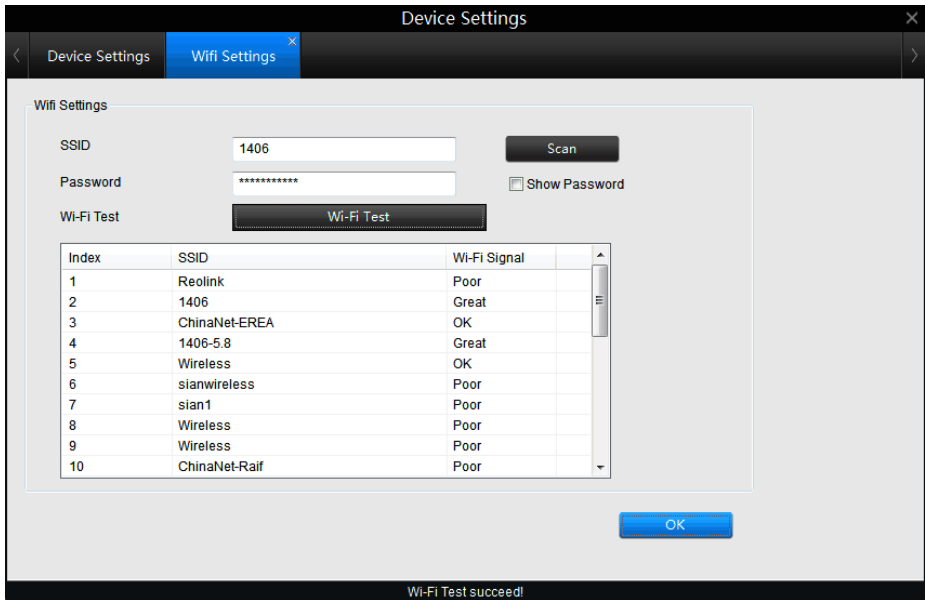 Device Settings
Device Settings
Wifi Settings
Wifi Settings
SSID
1406
Scan
Password
***********
Show Password
Wi-Fi Test
Wi-Fi Test
Index SSID Wi-Fi Signal
1 Reolink Poor
2 1406 Great
3 ChinaNet-EREA OK
4 1406-5.8 Great
5 Wireless OK
6 sianwireless Poor
7 sian1 Poor
8 Wireless Poor
9 Wireless Poor
10 ChinaNet-Raif Poor
OK
Wi-Fi Test succeed!